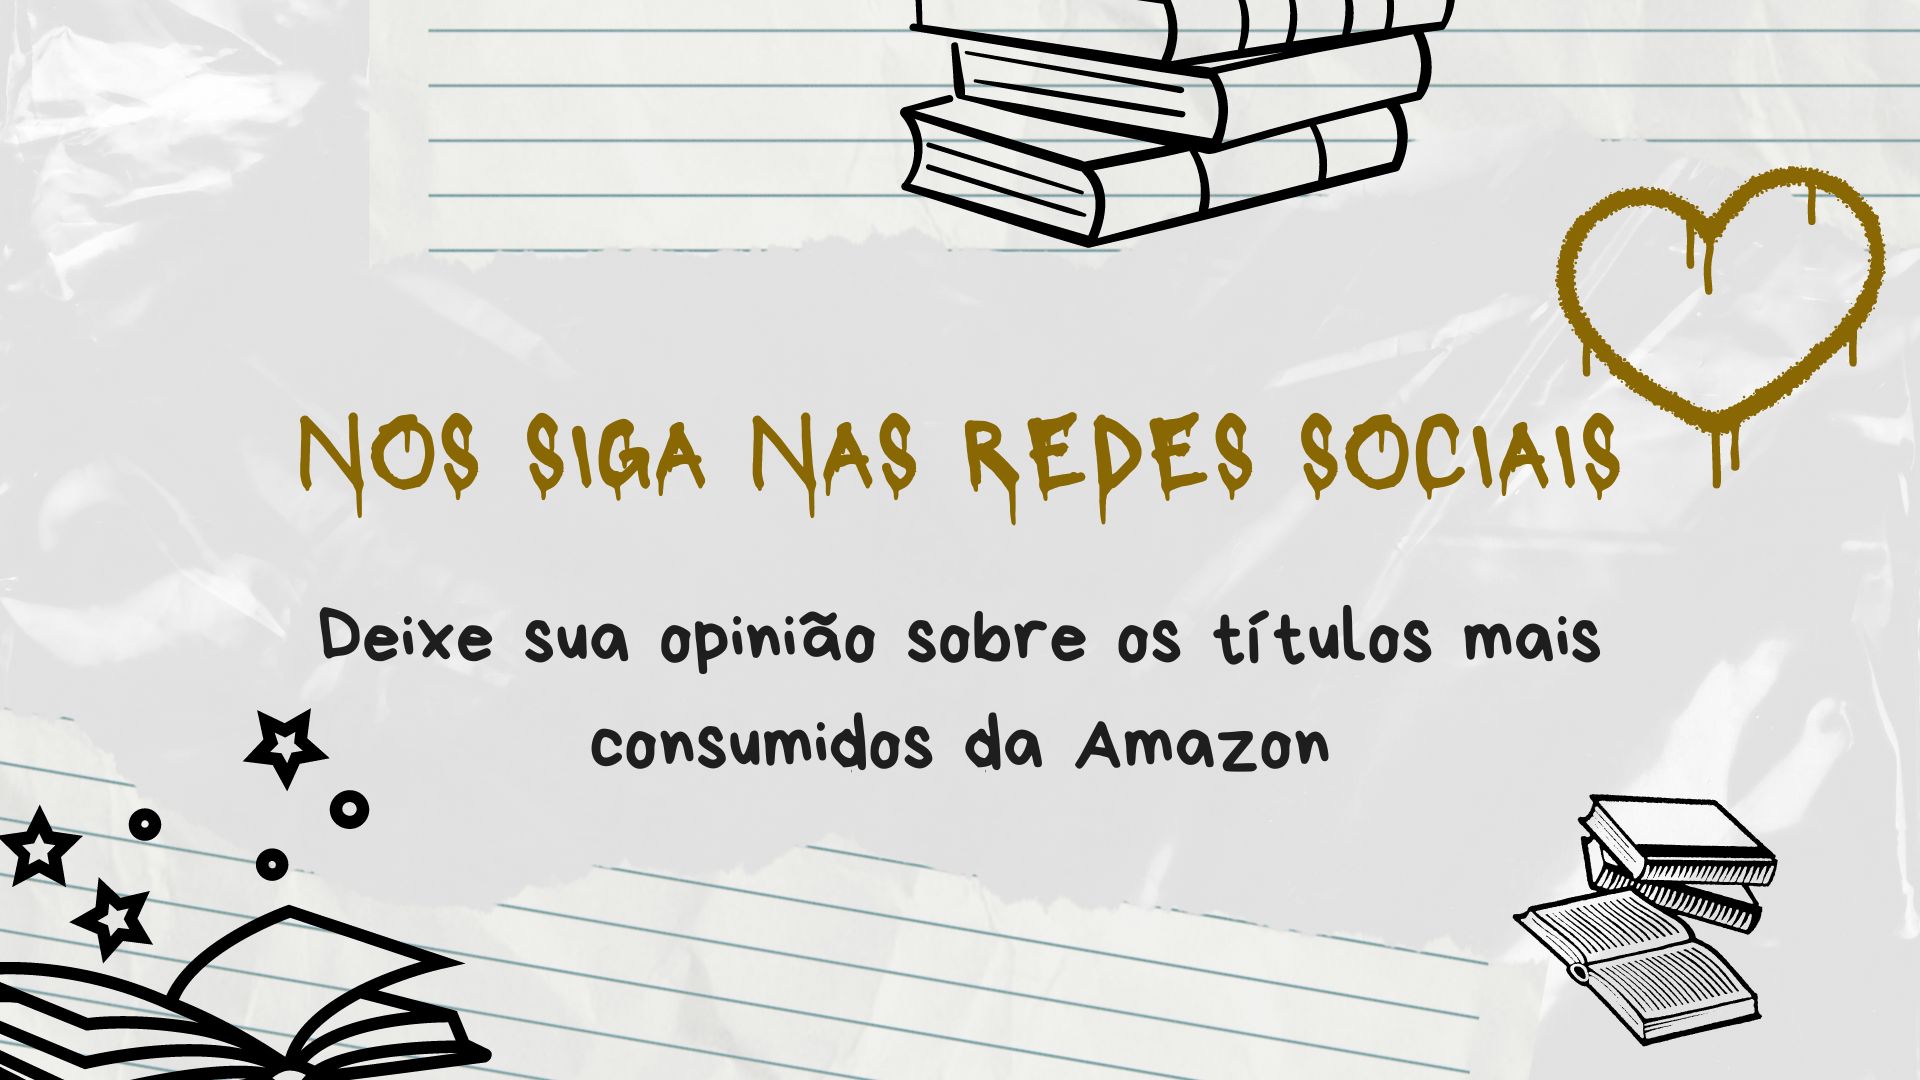 NOS SIGA NAS REDES SOCIAIS
Deixe sua opinião sobre os títulos mais
consumidos da Amazon